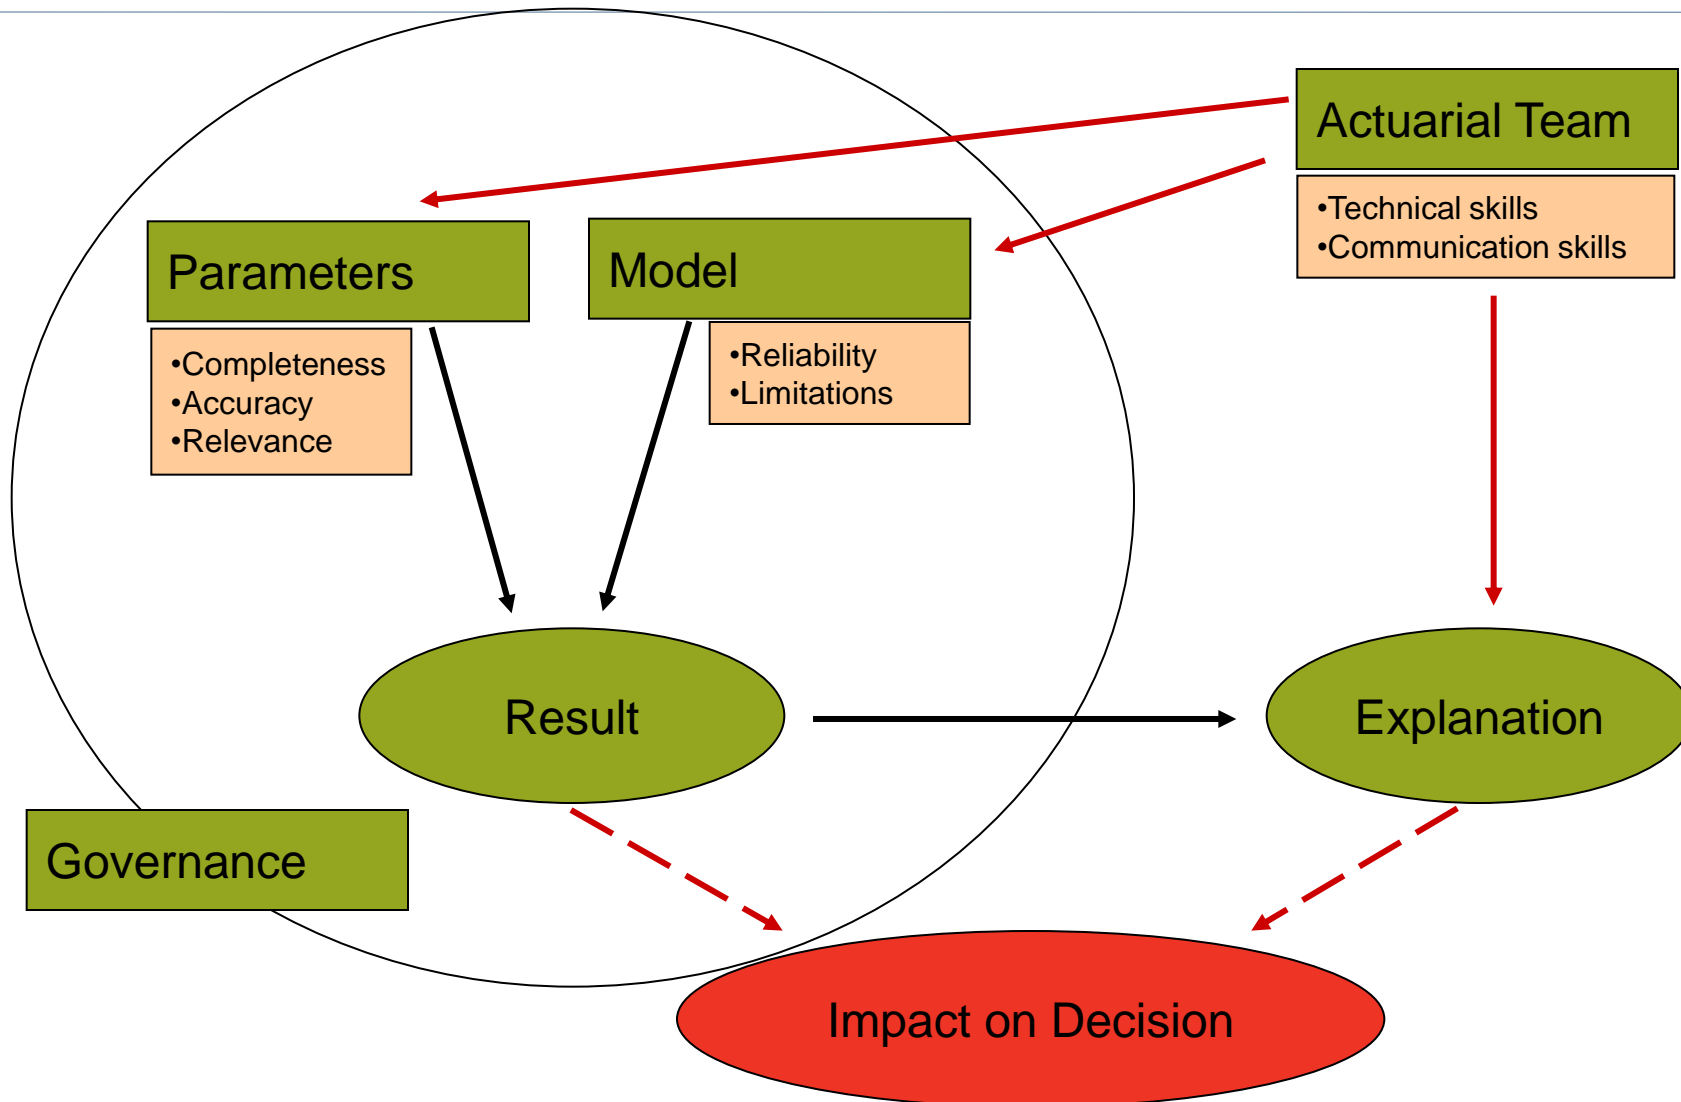 Actuarial Team
•Technical skills
•Communication skills
Parameters
•Completeness
•Accuracy
•Relevance
Model
•Reliability
•Limitations
Result
Explanation
Governance
Impact on Decision